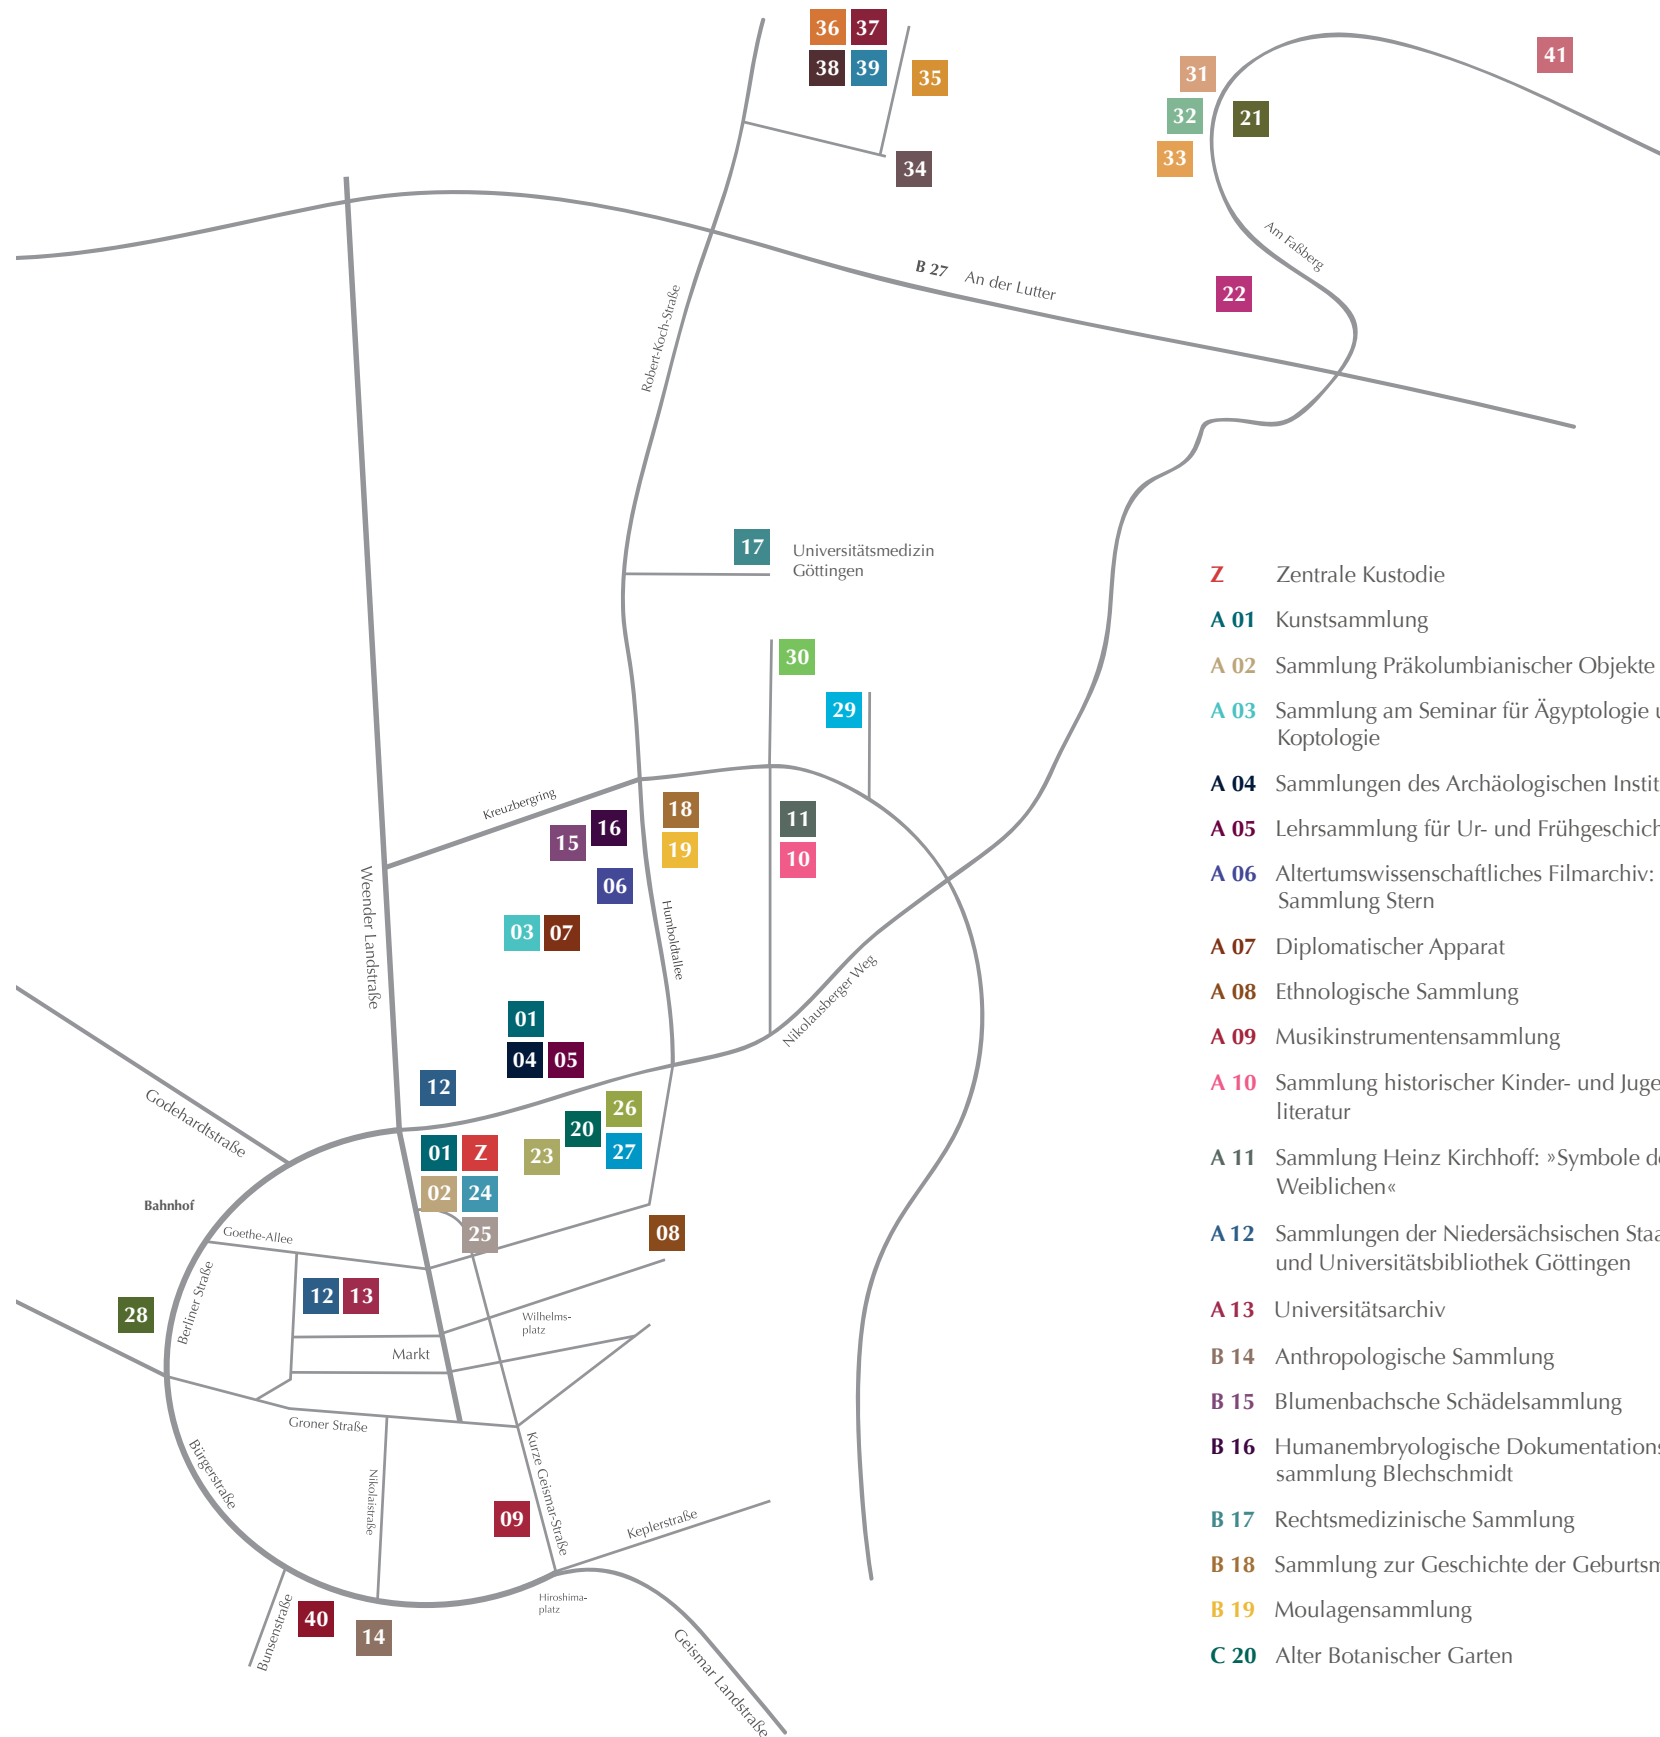 36 37
38 39
35
34
31
32
33
21
41
22
Am Faßberg
B 27 An der Lutter
Robert-Koch-Straße
17
Universitätsmedizin
Göttingen
30
29
Kreuzbergring
18
19
15
16
06
11
10
03 07
Humboldtallee
Weender Landstraße
Nikolausberger Weg
01
04 05
12
Godehardtstraße
26
20
27
23
01 Z
02 24
25
08
Bahnhof
Goethe-Allee
Berliner Straße
12 13
28
Wilhelms-
platz
Markt
Groner Straße
Bürgerstraße
Nikolaistraße
Kurze Geismar-Straße
09
Keplerstraße
Hiroshima-
platz
Bunsenstraße
40
14
Geismar Landstraße
Z Zentrale Kustodie
A 01 Kunstsammlung
A 02 Sammlung Präkolumbianischer Objekte
A 03 Sammlung am Seminar für Ägyptologie
Koptologie
A 04 Sammlungen des Archäologischen Instit
A 05 Lehrsammlung für Ur- und Frühgeschich
A 06 Altertumswissenschaftliches Filmarchiv:
Sammlung Stern
A 07 Diplomatischer Apparat
A 08 Ethnologische Sammlung
A 09 Musikinstrumentensammlung
A 10 Sammlung historischer Kinder- und Juge
literatur
A 11 Sammlung Heinz Kirchhoff: »Symbole d
Weiblichen«
A 12 Sammlungen der Niedersächsischen Staa
und Universitätsbibliothek Göttingen
A 13 Universitätsarchiv
B 14 Anthropologische Sammlung
B 15 Blumenbachsche Schädelsammlung
B 16 Humanembryologische Dokumentations
sammlung Blechschmidt
B 17 Rechtsmedizinische Sammlung
B 18 Sammlung zur Geschichte der Geburtsm
B 19 Moulagensammlung
C 20 Alter Botanischer Garten